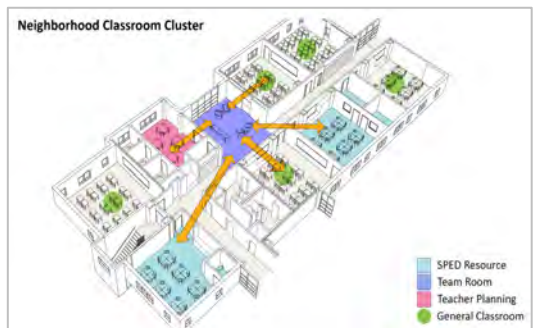 Neighborhood Classroom Cluster
SPED Resource
Team Room
Teacher Planning
General Classroom